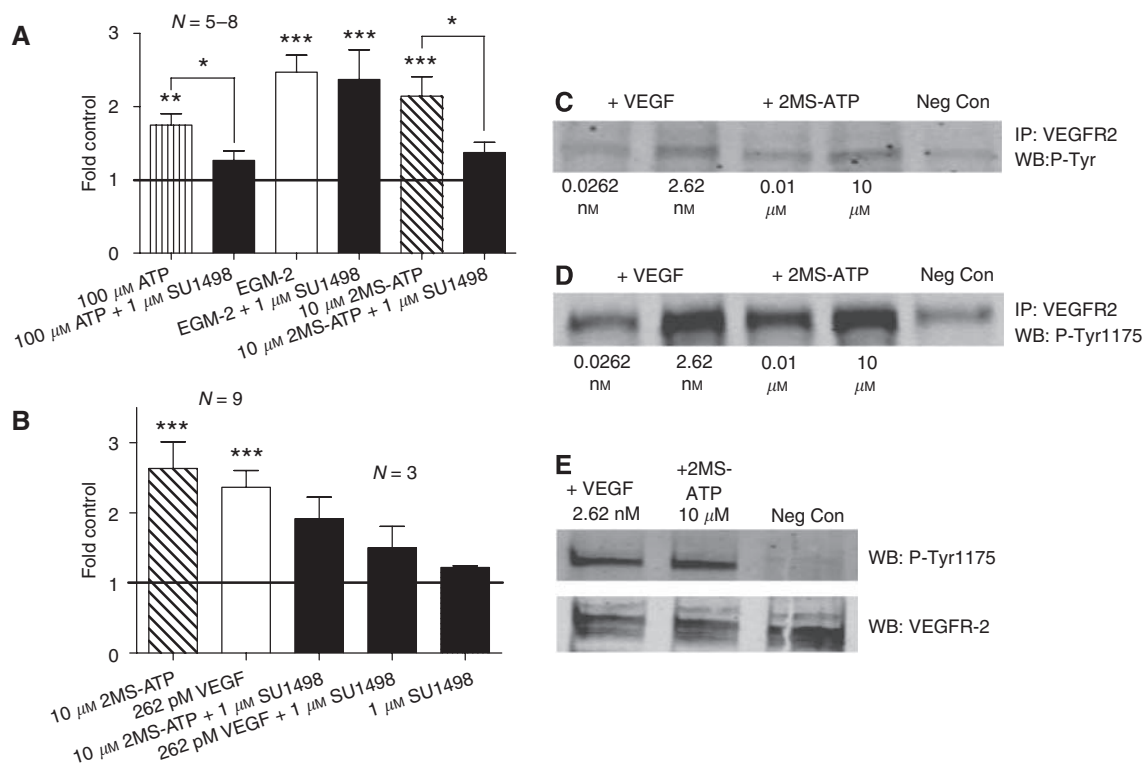 A
N = 5–8
Fold control
3
2
1
0
**
*
***
***
***
*
100 μM ATP
100 μM ATP + 1 μM SU1498
EGM-2
EGM-2 + 1 μM SU1498
10 μM 2MS-ATP
10 μM 2MS-ATP + 1 μM SU1498
B
N = 9
N = 3
Fold control
3
2
1
0
***
***
10 μM 2MS-ATP
262 pM VEGF
10 μM 2MS-ATP + 1 μM SU1498
262 pM VEGF + 1 μM SU1498
1 μM SU1498
C
+ VEGF + 2MS-ATP Neg Con
IP: VEGFR2
WB:P-Tyr
0.0262 2.62 0.01 10
nM nM μM μM
D
+ VEGF + 2MS-ATP Neg Con
IP: VEGFR2
WB: P-Tyr1175
0.0262 2.62 0.01 10
nM nM μM μM
E
+ VEGF
2.62 nM
+2MS-
ATP
10 μM
Neg Con
WB: P-Tyr1175
WB: VEGFR-2